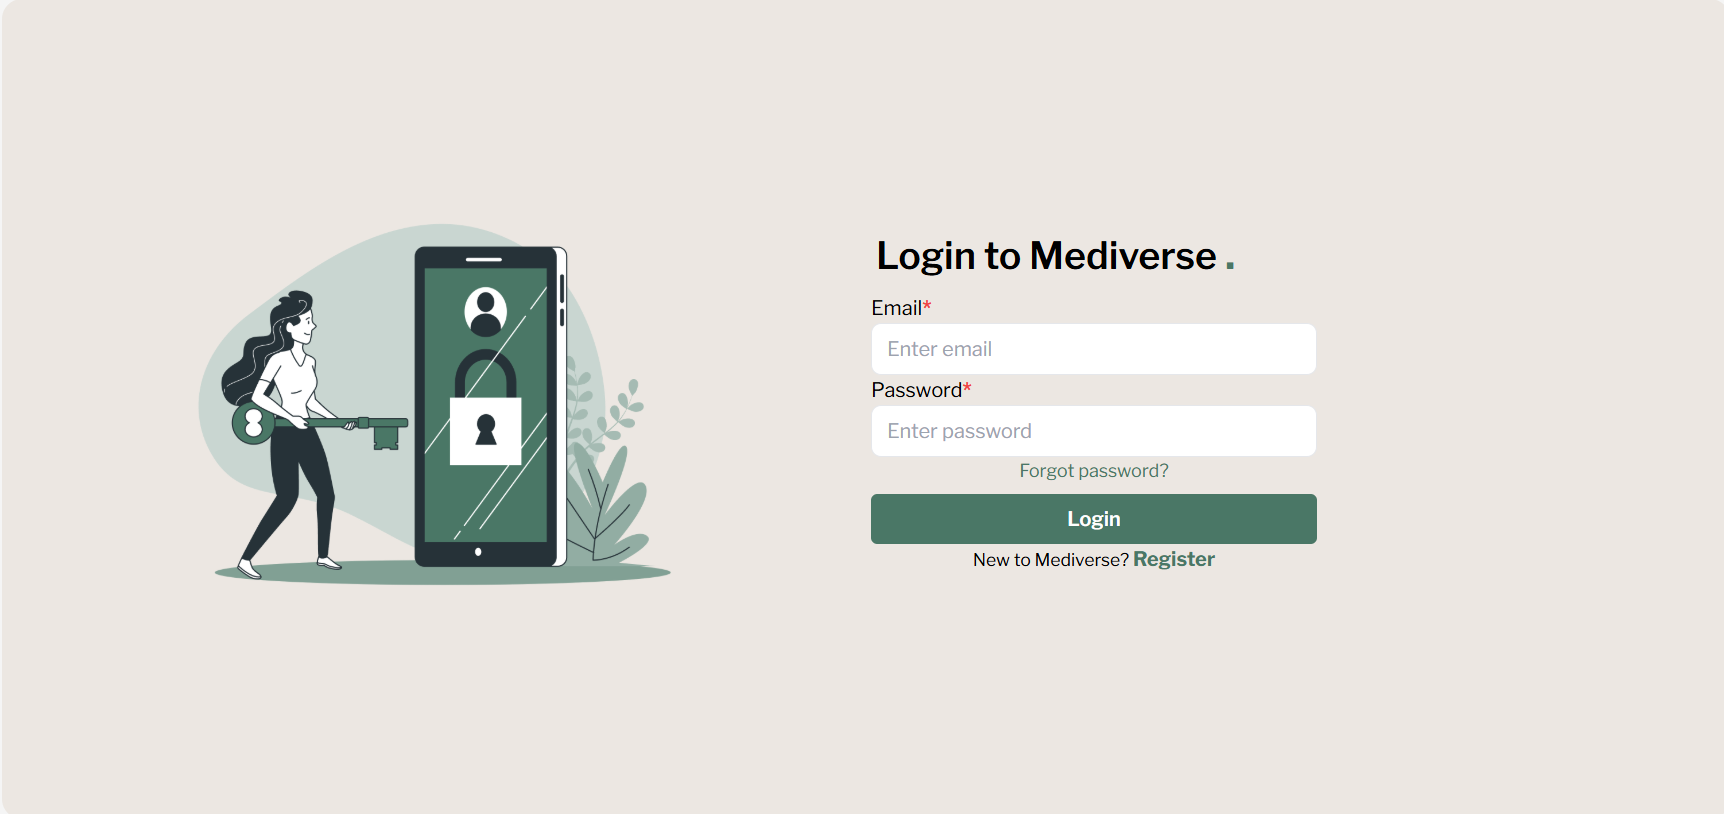 Login to Mediverse .
Email*
Enter email
Password*
Enter password
Forgot password?
Login
New to Mediverse? Register